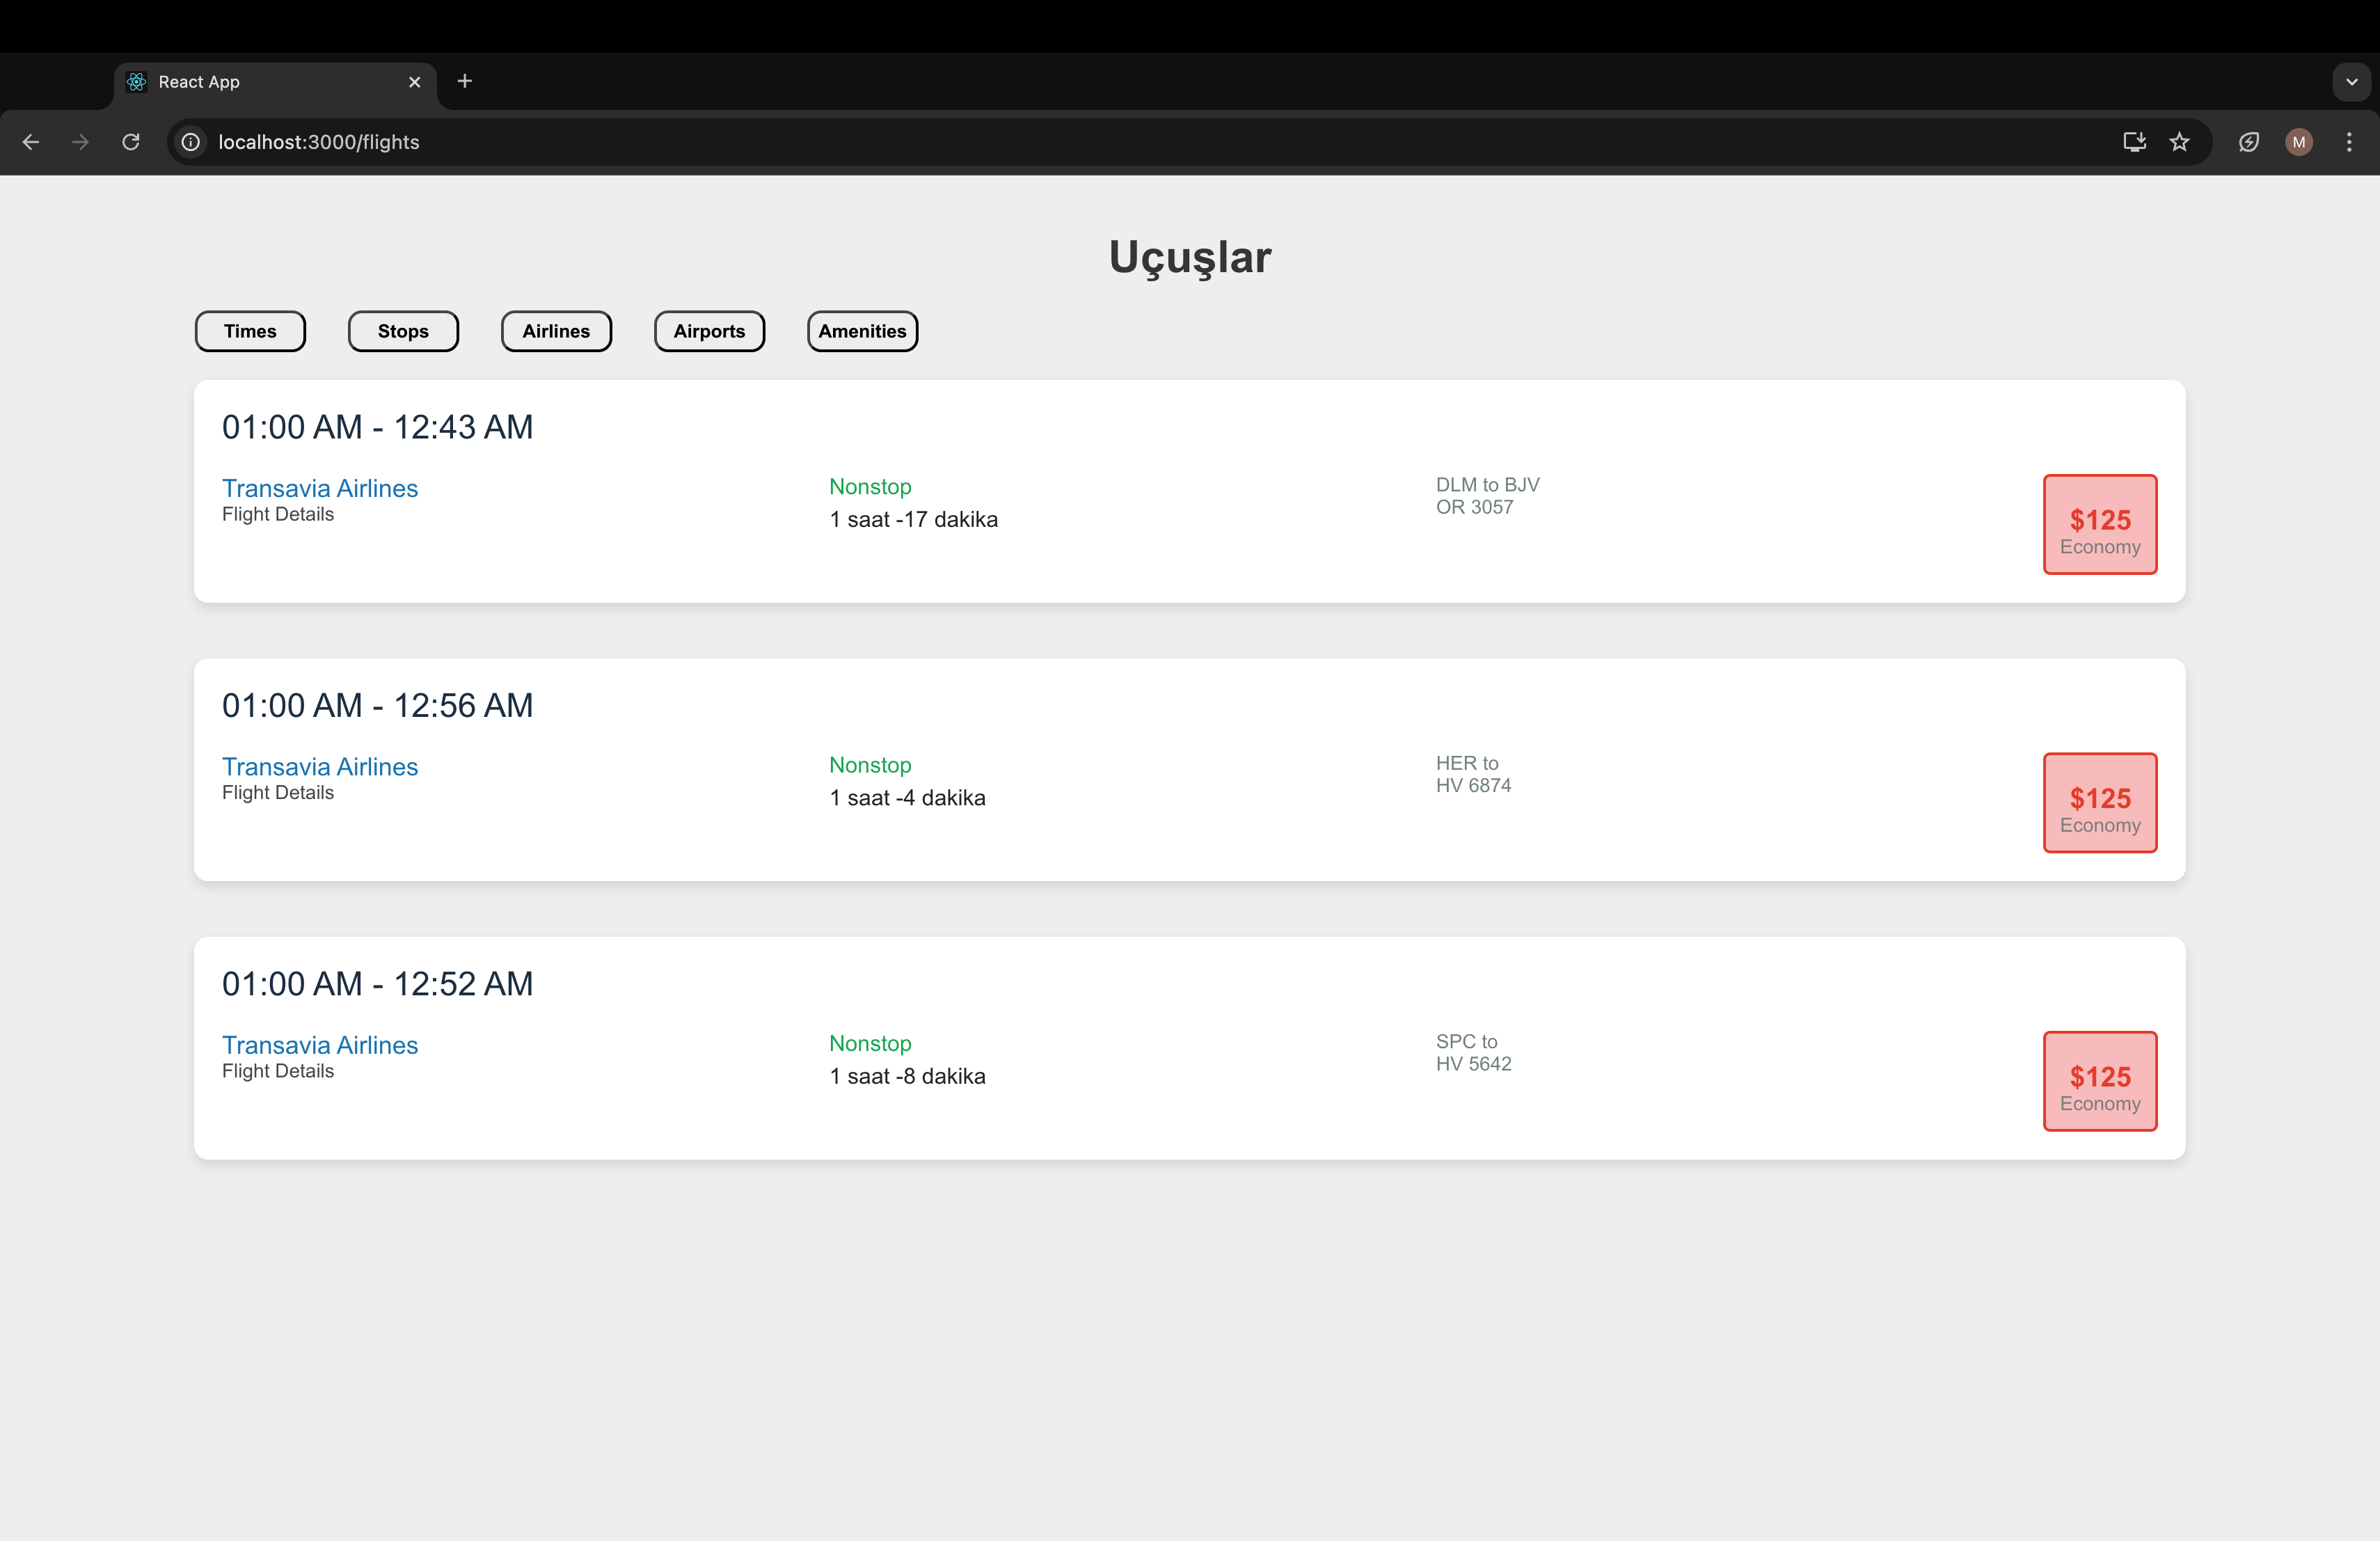 React App
localhost:3000/flights
M
Uçuşlar
Times Stops Airlines Airports Amenities
01:00 AM - 12:43 AM
Transavia Airlines
Flight Details
Nonstop
1 saat -17 dakika
DLM to BJV
OR 3057
$125
Economy
01:00 AM - 12:56 AM
Transavia Airlines
Flight Details
Nonstop
1 saat -4 dakika
HER to
HV 6874
$125
Economy
01:00 AM - 12:52 AM
Transavia Airlines
Flight Details
Nonstop
1 saat -8 dakika
SPC to
HV 5642
$125
Economy